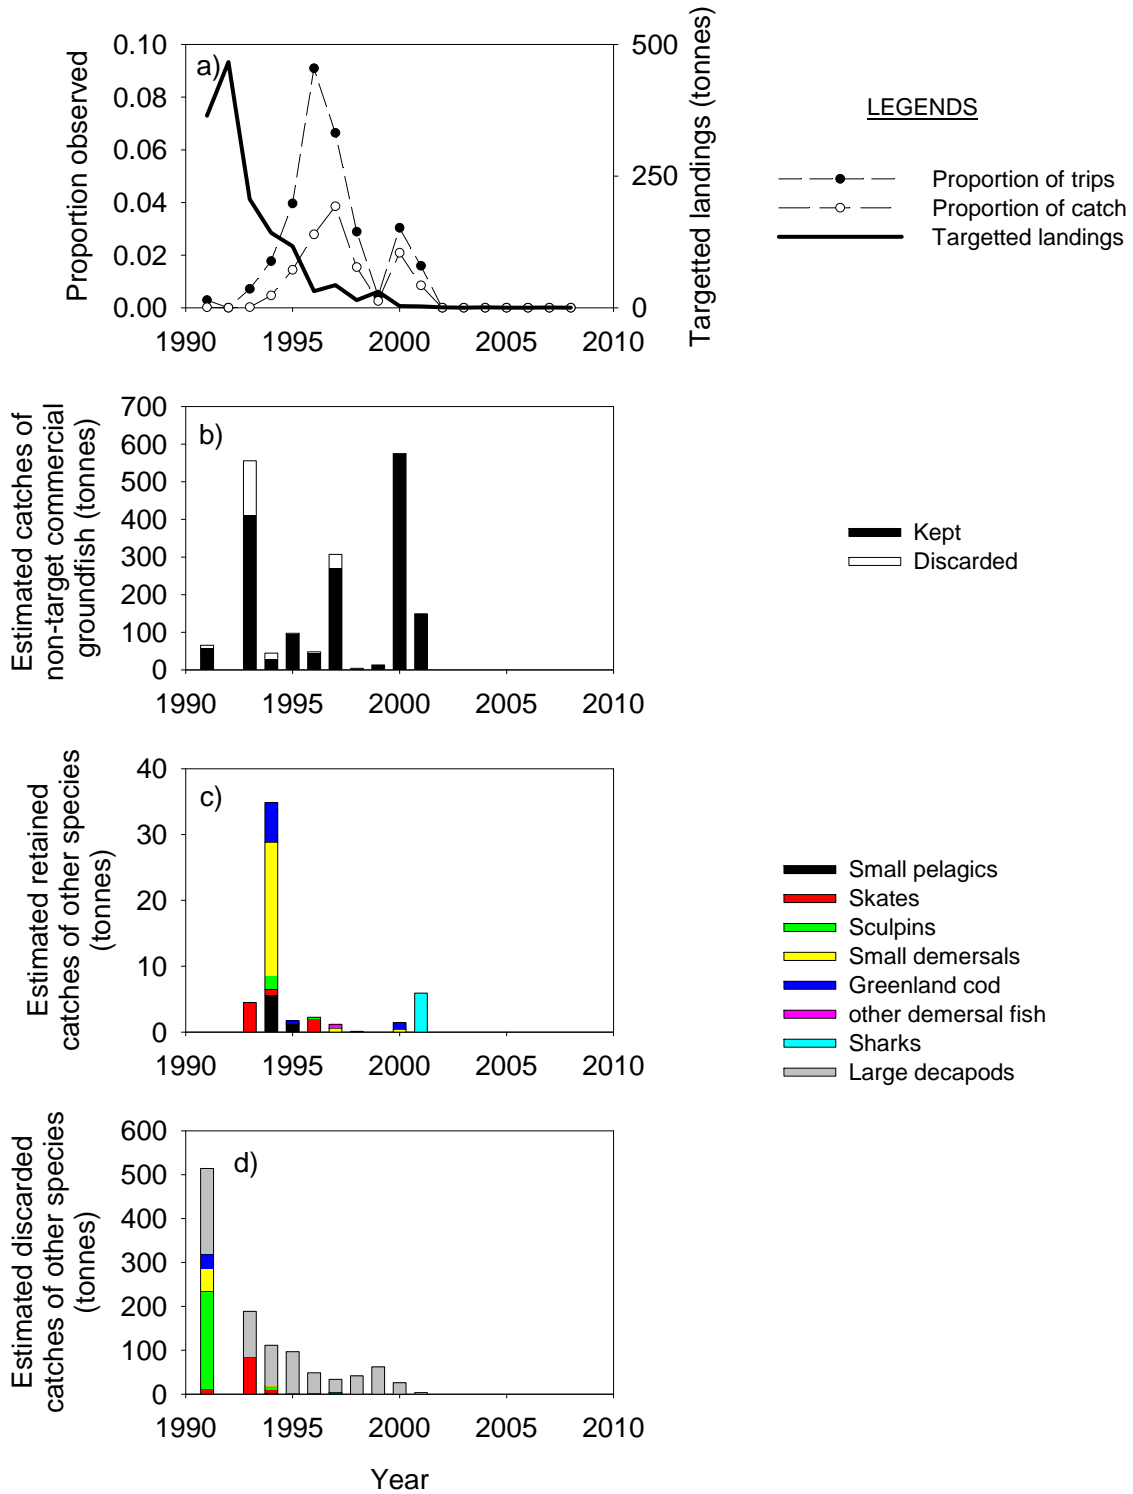 a)
0.10
0.08
0.06
0.04
0.02
0.00
Proportion observed
500
250
0
Targetted landings (tonnes)
1990 1995 2000 2005 2010
LEGENDS
Proportion of trips
Proportion of catch
Targetted landings
b)
700
600
500
400
300
200
100
0
Estimated catches of
non-target commercial
groundfish (tonnes)
1990 1995 2000 2005 2010
Kept
Discarded
c)
40
30
20
10
0
Estimated retained
catches of other species
(tonnes)
1990 1995 2000 2005 2010
Small pelagics
Skates
Sculpins
Small demersals
Greenland cod
other demersal fish
Sharks
Large decapods
d)
600
500
400
300
200
100
0
Estimated discarded
catches of other species
(tonnes)
1990 1995 2000 2005 2010
Year